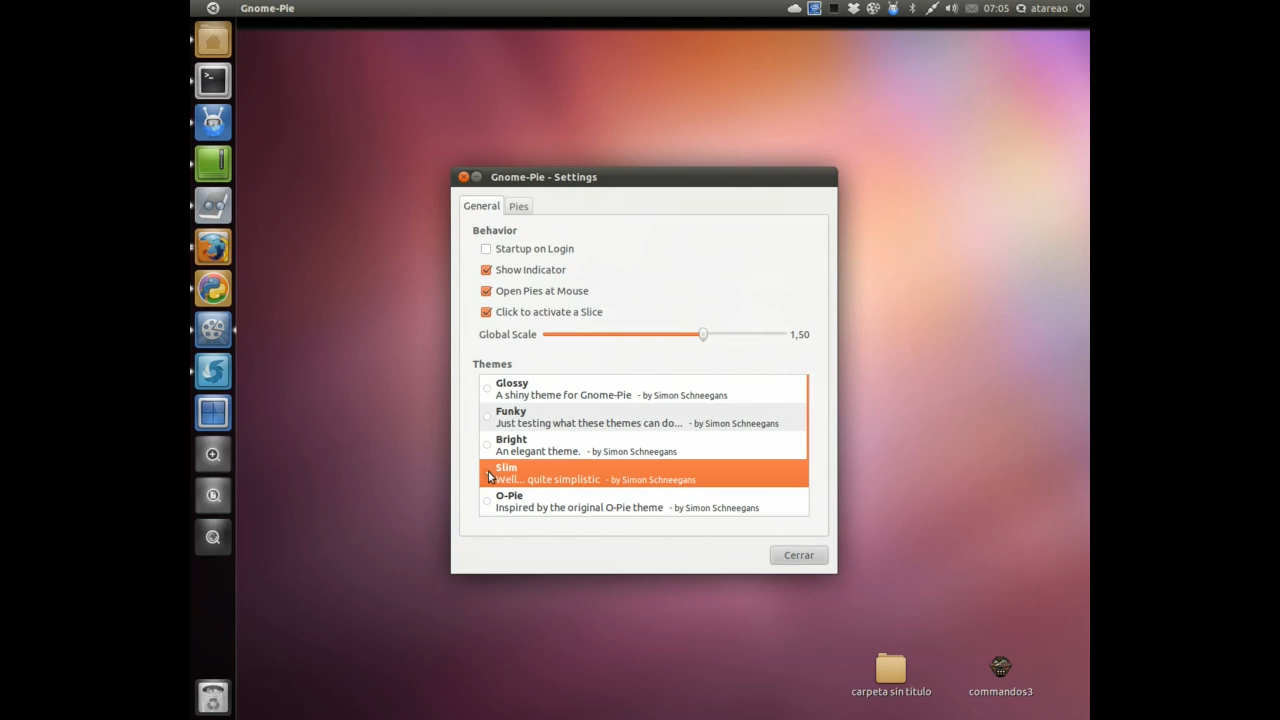 Gnome-Pie
07:05
atareao
Gnome-Pie - Settings
General
Pies
Behavior
Startup on Login
Show Indicator
Open Pies at Mouse
Click to activate a Slice
Global Scale
1,50
Themes
Glossy
A shiny theme for Gnome-Pie - by Simon Schneegans
Funky
Just testing what these themes can do... - by Simon Schneegans
Bright
An elegant theme. - by Simon Schneegans
Slim
Well... quite simplistic - by Simon Schneegans
O-Pie
Inspired by the original O-Pie theme - by Simon Schneegans
Cerrar
carpeta sin titulo
commandos3